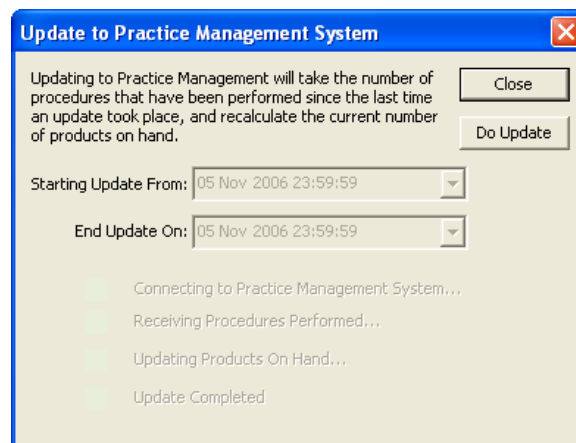 Update to Practice Management System
Updating to Practice Management will take the number of
procedures that have been performed since the last time
an update took place, and recalculate the current number
of products on hand.
Close
Do Update
Starting Update From: 05 Nov 2006 23:59:59
End Update On: 05 Nov 2006 23:59:59
Connecting to Practice Management System...
Receiving Procedures Performed...
Updating Products On Hand...
Update Completed